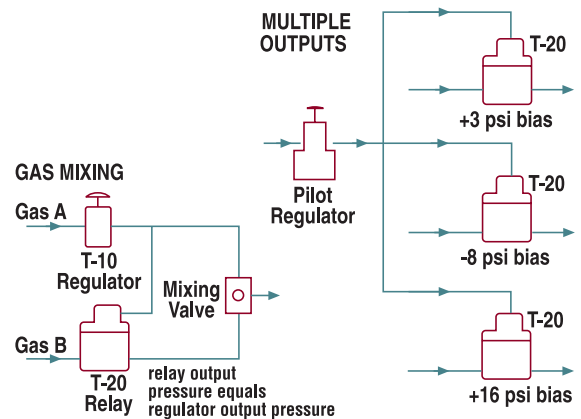 GAS MIXING
Gas A
T-10
Regulator
Mixing
Valve
Gas B
T-20
Relay
relay output
pressure equals
regulator output pressure
MULTIPLE
OUTPUTS
Pilot
Regulator
T-20
+3 psi bias
T-20
-8 psi bias
T-20
+16 psi bias